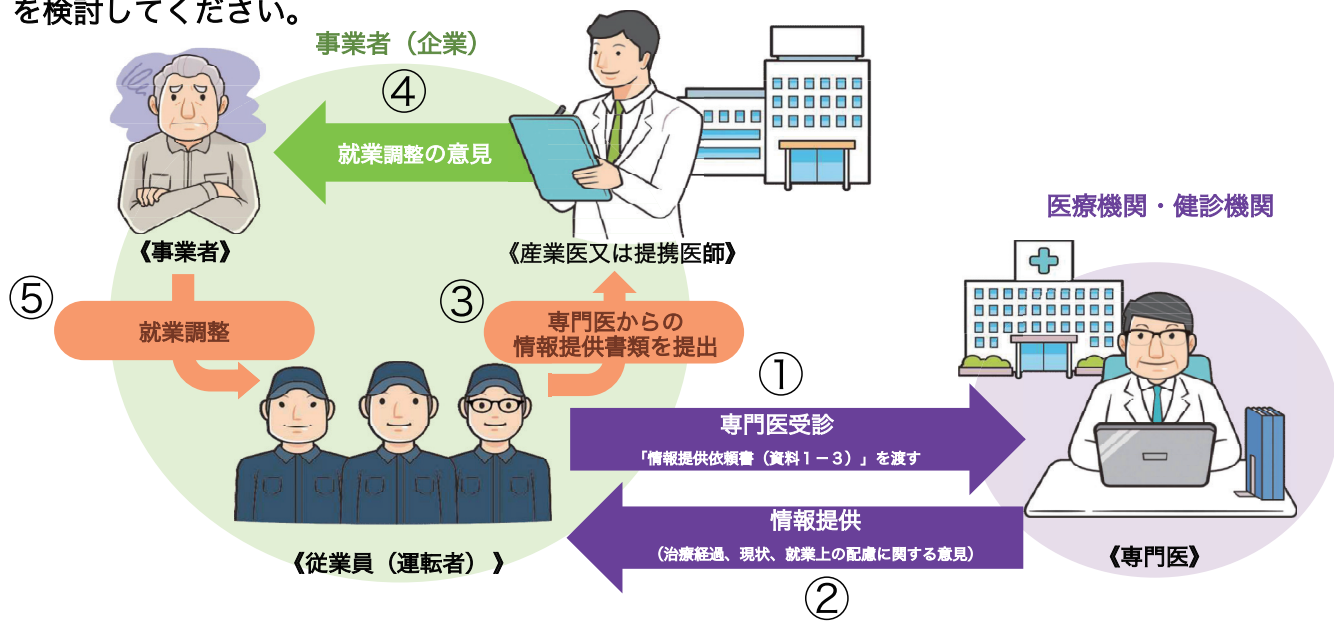 を検討してください。
事業者（企業）
④
就業調整の意見
《事業者》
《産業医又は提携医師》
医療機関・健診機関
⑤
就業調整
③
専門医からの
情報提供書類を提出
①
専門医受診
「情報提供依頼書（資料１－３）」を渡す
情報提供
（治療経過、現状、就業上の配慮に関する意見）
②
《従業員（運転者） 》
《専門医》